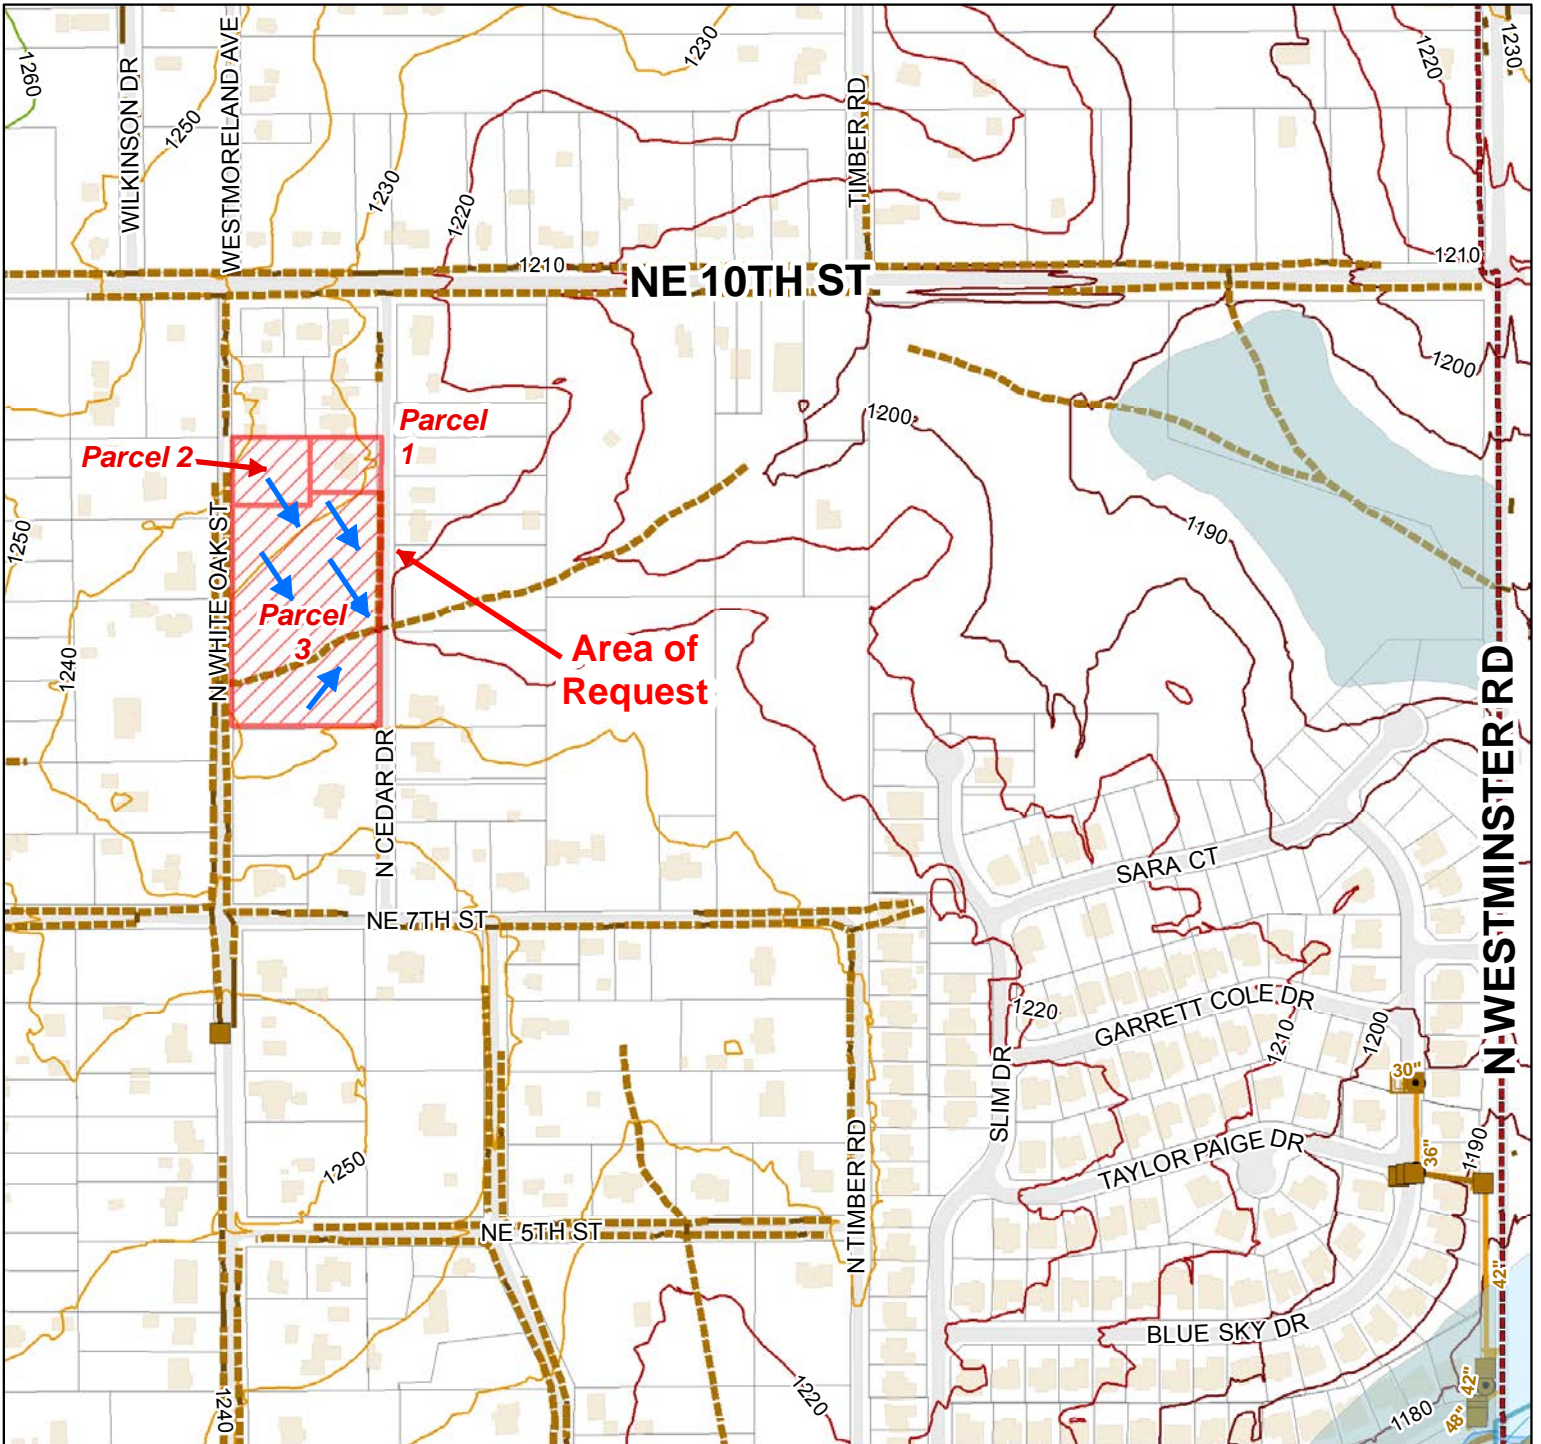 1260
WILKINSON DR
1250
WESTMORELAND AVE
1230
1230
1220
TIMBER RD
1220
1230
1210
NE 10TH ST
1210
1200
Parcel
1
Parcel 2
1200
1250
N WHITE OAK ST
1190
Parcel
3
Area of
Request
1240
N CEDAR DR
N WESTMINSTER RD
SARA CT
NE 7TH ST
1220
GARRETT COLE DR
1210
1200
SLIM DR
30"
36"
1190
1250
TAYLOR PAIGE DR
N TIMBER RD
NE 5TH ST
42"
BLUE SKY DR
1240
1220
42"
48"
1180